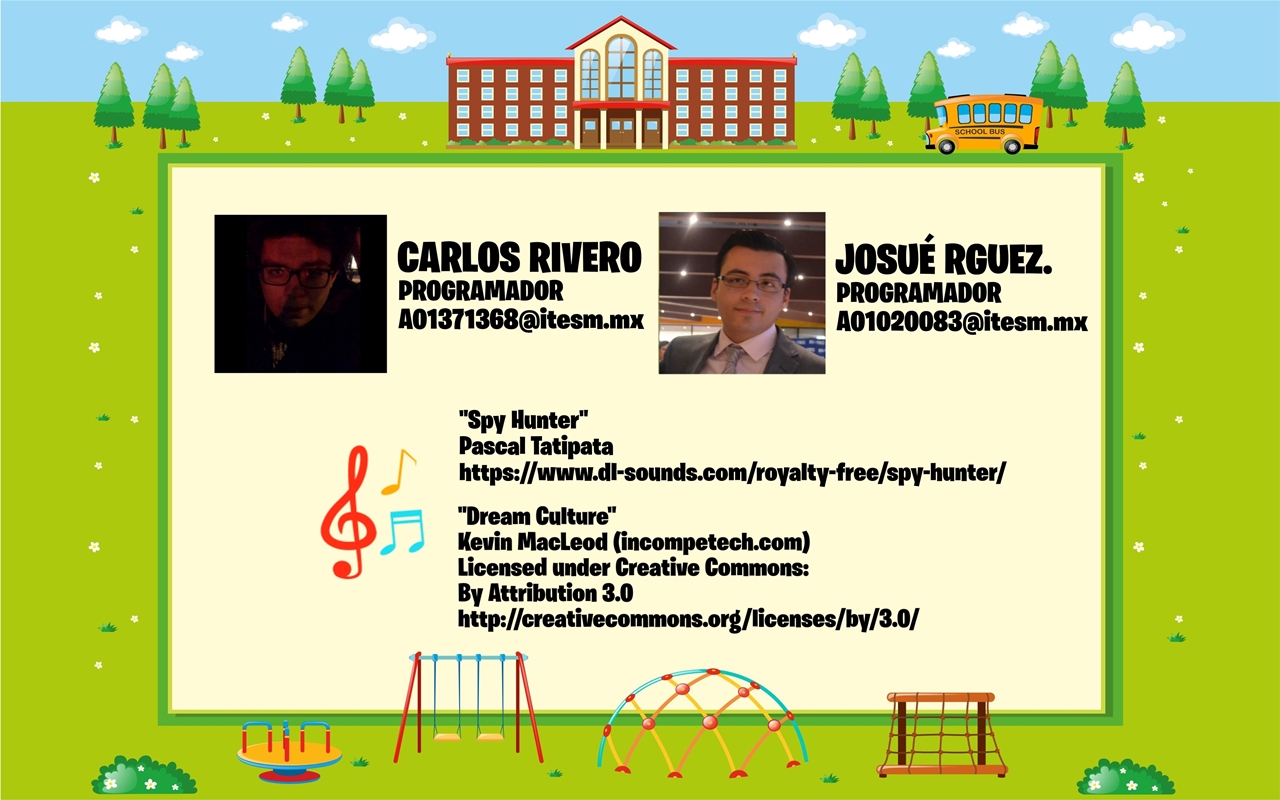 SCHOOL BUS
CARLOS RIVERO
PROGRAMADOR
A01371368@itesm.mx
JOSUÉ RGUEZ.
PROGRAMADOR
A01020083@itesm.mx
"Spy Hunter"
Pascal Tatipata
https://www.dl-sounds.com/royalty-free/spy-hunter/
"Dream Culture"
Kevin MacLeod (incompetech.com)
Licensed under Creative Commons:
By Attribution 3.0
http://creativecommons.org/licenses/by/3.0/